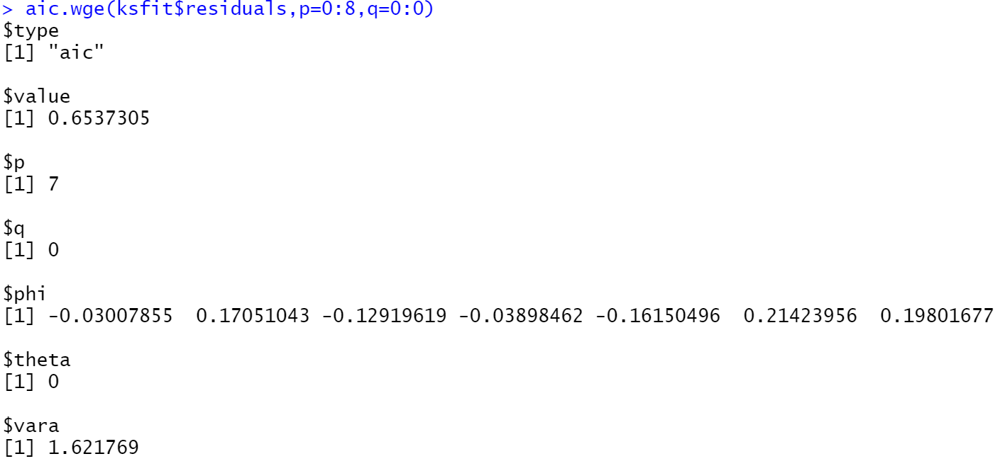 > aic.wge(ksfit$residuals,p=0:8,q=0:0)
$type
[1] "aic"
$value
[1] 0.6537305
$p
[1] 7
$q
[1] 0
$phi
[1] -0.03007855  0.17051043 -0.12919619 -0.03898462 -0.16150496  0.21423956  0.19801677
$theta
[1] 0
$vara
[1] 1.621769